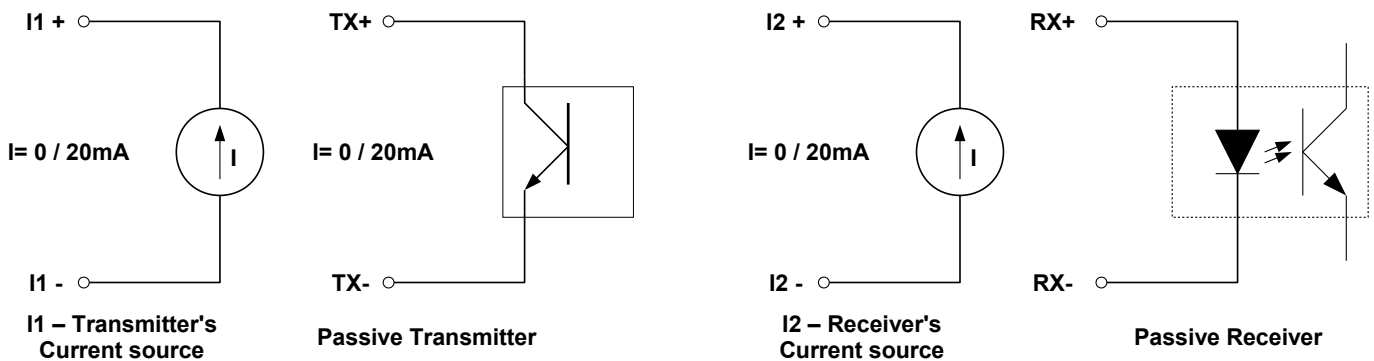 I1 +
TX+
I2 +
RX+
I= 0 / 20mA
I
I= 0 / 20mA
I= 0 / 20mA
I
I1 -
TX-
I2 -
RX-
I1 – Transmitter's
Current source
Passive Transmitter
I2 – Receiver's
Current source
Passive Receiver